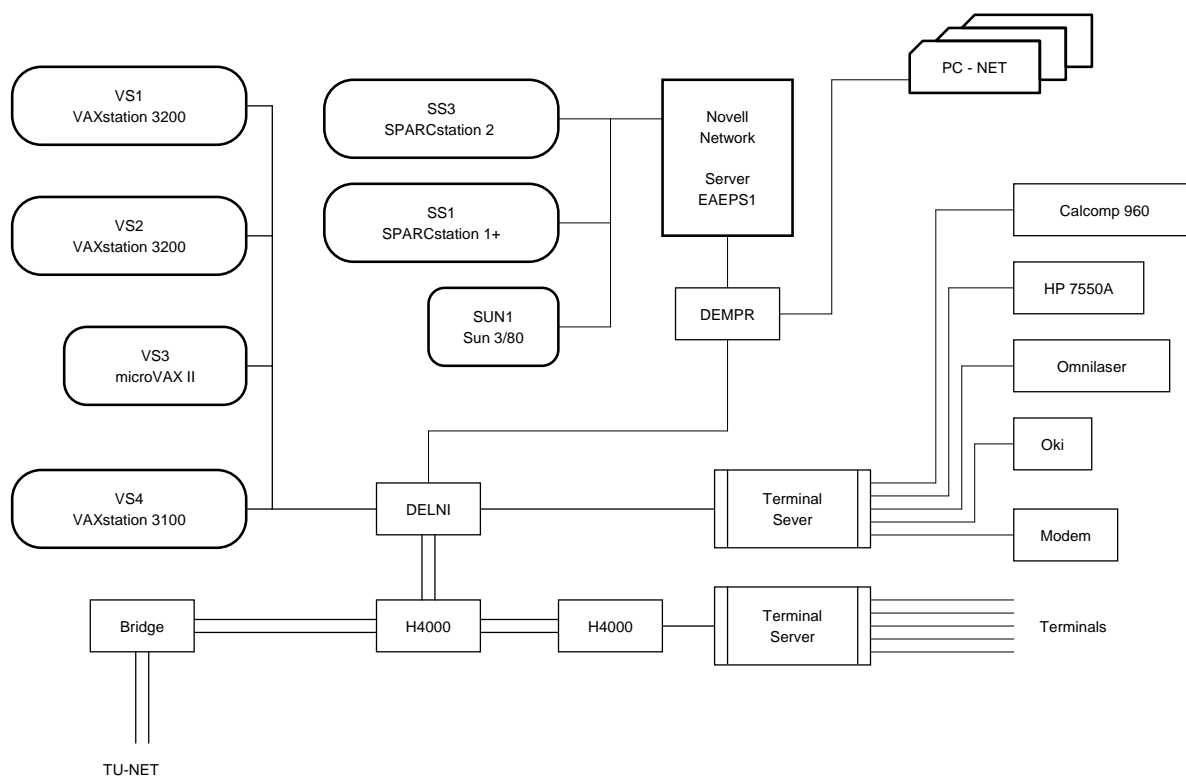 PC - NET
VS1
VAXstation 3200
SS3
SPARCstation 2
Novell
Network
Server
EAEPS1
VS2
VAXstation 3200
SS1
SPARCstation 1+
Calcomp 960
SUN1
Sun 3/80
DEMPR
HP 7550A
VS3
microVAX II
Omnilaser
Oki
VS4
VAXstation 3100
DELNI
Terminal
Sever
Modem
Bridge
H4000
H4000
Terminal
Server
Terminals
TU-NET